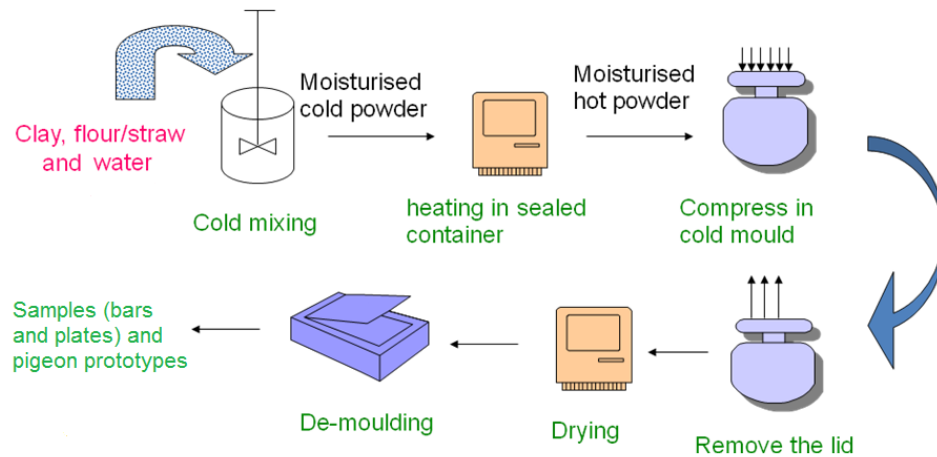 Clay, flour/straw
and water
Cold mixing
Moisturised
cold powder
heating in sealed
container
Moisturised
hot powder
Compress in
cold mould
Remove the lid
Drying
De-moulding
Samples (bars
and plates) and
pigeon prototypes